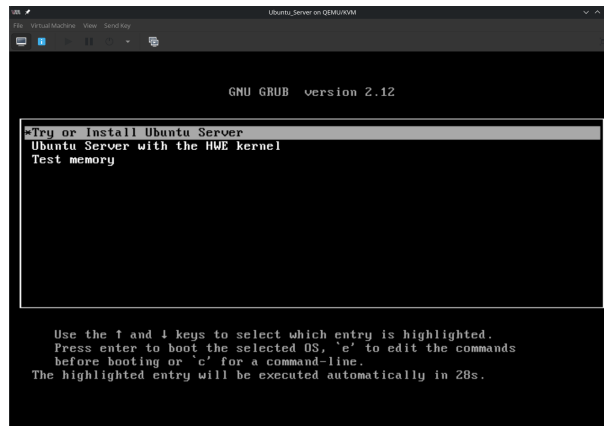 Ubuntu_Server on QEMU/KVM
File Virtual Machine View Send Key
GNU GRUB version 2.12
*Try or Install Ubuntu Server
Ubuntu Server with the HWE kernel
Test memory
Use the ↑ and ↓ keys to select which entry is highlighted.
Press enter to boot the selected OS, `e' to edit the commands
before booting or `c' for a command-line.
The highlighted entry will be executed automatically in 28s.